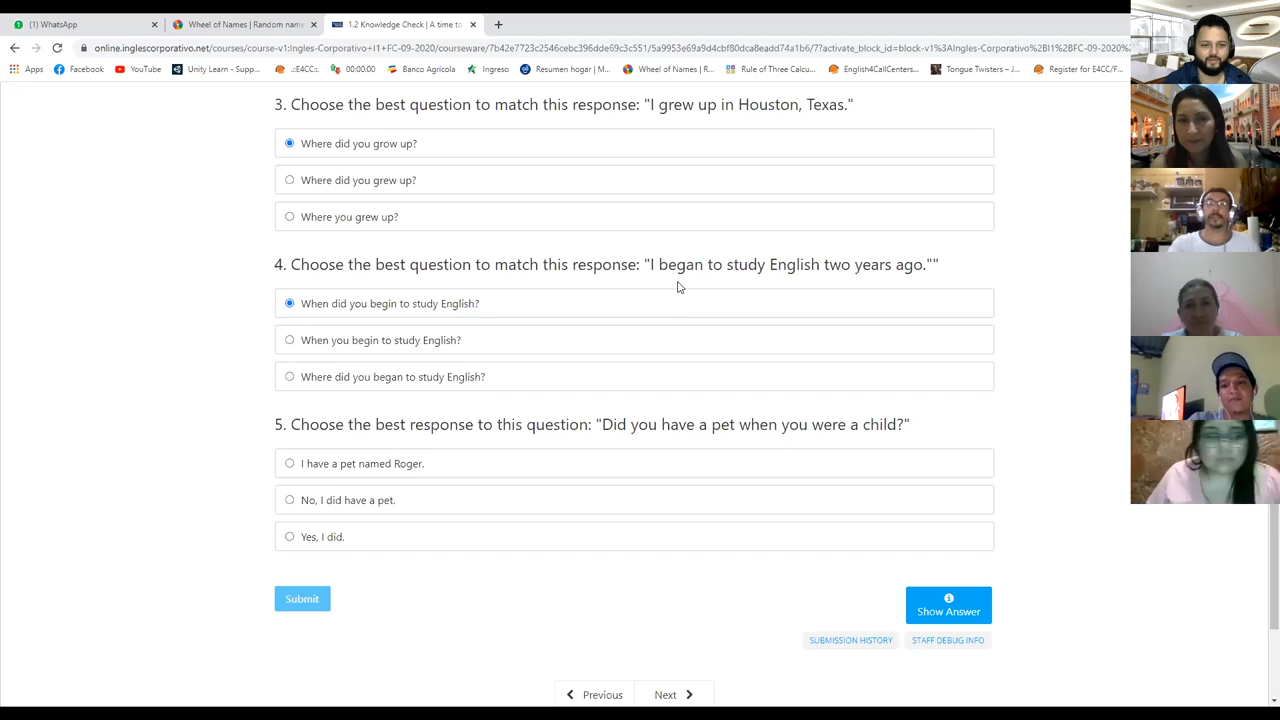 (1) WhatsApp
Wheel of Names | Random name
1.2 Knowledge Check | A time to
Apps
Facebook
YouTube
Unity Learn - Supp...
.::E4CC::.
00:00:00
Banco Agrícola
Ingreso
Resumen hogar | M...
Wheel of Names | R...
Rule of Three Calcu...
English4CallCenters...
Tongue Twisters – J...
Register for E4CC/F...
3. Choose the best question to match this response: "I grew up in Houston, Texas."
Where did you grow up?
Where did you grew up?
Where you grew up?
4. Choose the best question to match this response: "I began to study English two years ago.""
When did you begin to study English?
When you begin to study English?
Where did you began to study English?
5. Choose the best response to this question: "Did you have a pet when you were a child?"
I have a pet named Roger.
No, I did have a pet.
Yes, I did.
Submit
Show Answer
SUBMISSION HISTORY
STAFF DEBUG INFO
Previous
Next